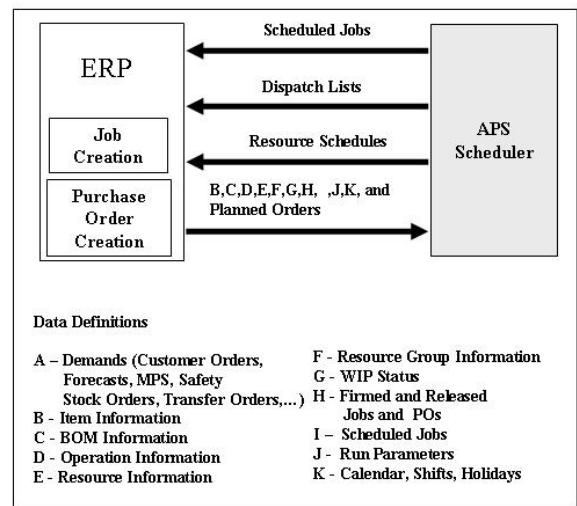 Scheduled Jobs
ERP
Dispatch Lists
APS
Scheduler
Job
Creation
Resource Schedules
Purchase
Order
Creation
B,C,D,E,F,G,H, ,J,K, and
Planned Orders
Data Definitions
A – Demands (Customer Orders,
Forecasts, MPS, Safety
Stock Orders, Transfer Orders,...)
B - Item Information
C - BOM Information
D - Operation Information
E - Resource Information
F - Resource Group Information
G - WIP Status
H - Firmed and Released
Jobs and POs
I – Scheduled Jobs
J - Run Parameters
K - Calendar, Shifts, Holidays